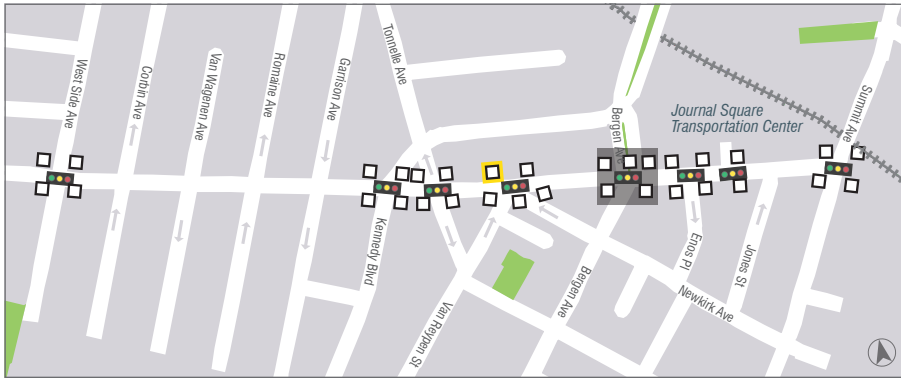 West Side Ave
Corbin Ave
Van Wagenen Ave
Romaine Ave
Garrison Ave
Tonnelle Ave
Bergen Ave
Journal Square
Transportation Center
Summit Ave
Kennedy Blvd
Van Reypen St
Bergen Ave
Enos Pl
Jones St
Newkirk Ave